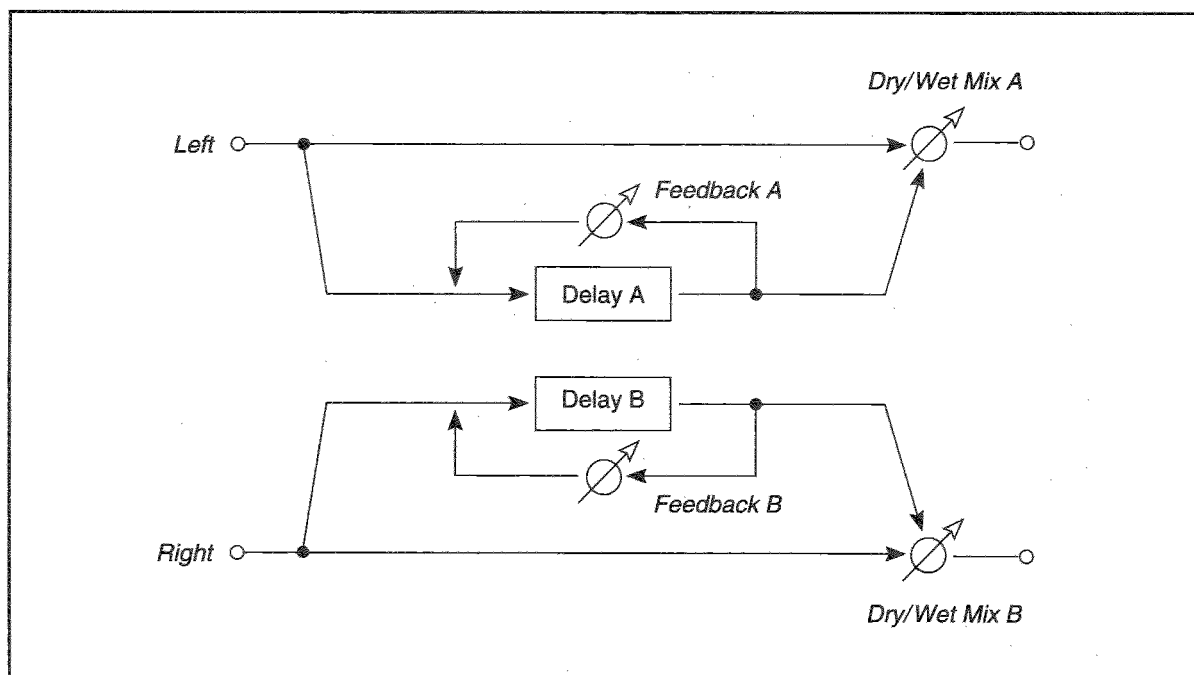 Dry/Wet Mix A
Left
Feedback A
Delay A
Delay B
Feedback B
Right
Dry/Wet Mix B